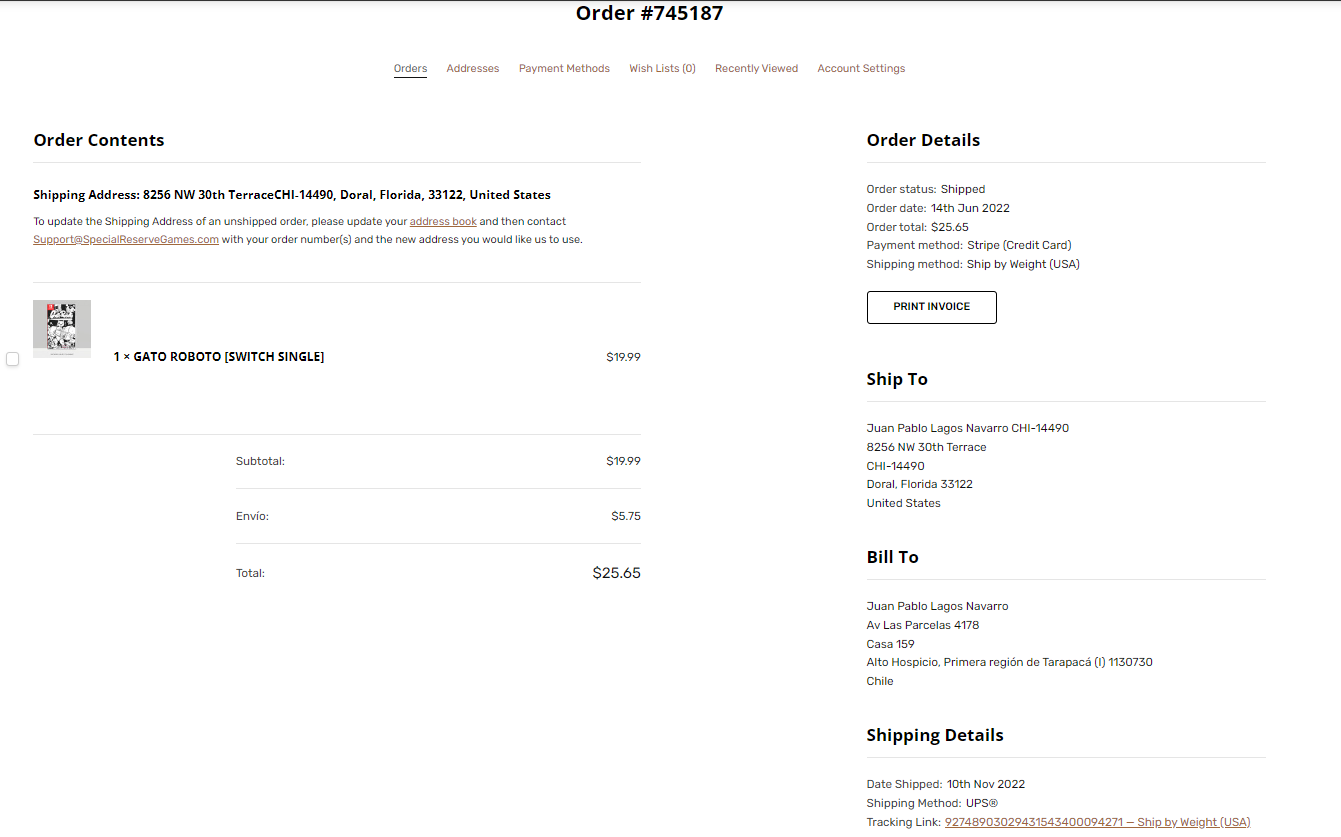 Order #745187
Orders Addresses Payment Methods Wish Lists (0) Recently Viewed Account Settings
Order Contents
Shipping Address: 8256 NW 30th TerraceCHI-14490, Doral, Florida, 33122, United States
To update the Shipping Address of an unshipped order, please update your address book and then contact
Support@SpecialReserveGames.com with your order number(s) and the new address you would like us to use.
1 × GATO ROBOTO [SWITCH SINGLE] $19.99
Subtotal: $19.99
Envío: $5.75
Total: $25.65
Order Details
Order status: Shipped
Order date: 14th Jun 2022
Order total: $25.65
Payment method: Stripe (Credit Card)
Shipping method: Ship by Weight (USA)
PRINT INVOICE
Ship To
Juan Pablo Lagos Navarro CHI-14490
8256 NW 30th Terrace
CHI-14490
Doral, Florida 33122
United States
Bill To
Juan Pablo Lagos Navarro
Av Las Parcelas 4178
Casa 159
Alto Hospicio, Primera región de Tarapacá (I) 1130730
Chile
Shipping Details
Date Shipped: 10th Nov 2022
Shipping Method: UPS®
Tracking Link: 92748903029431543400094271 — Ship by Weight (USA)